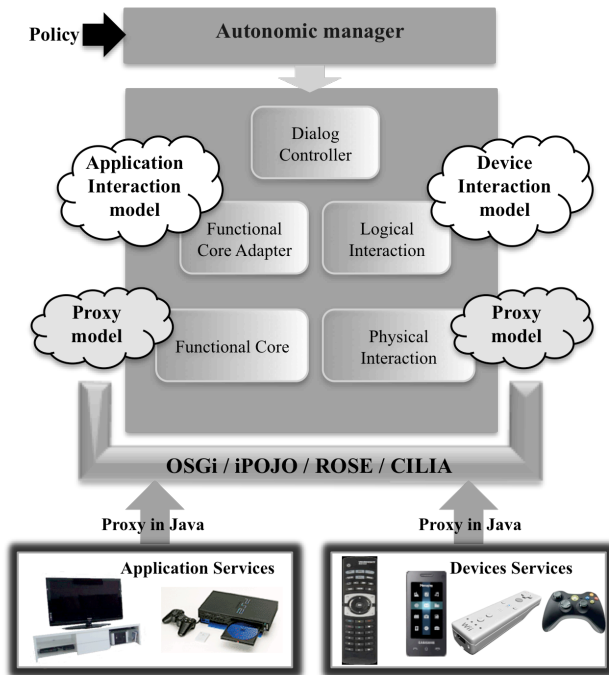 Policy
Autonomic manager
Dialog
Controller
Application
Interaction
model
Device
Interaction
model
Functional
Core Adapter
Logical
Interaction
Proxy
model
Functional Core
Physical
Interaction
Proxy
model
OSGi / iPOJO / ROSE / CILIA
Proxy in Java
Proxy in Java
Application Services
Devices Services
Wii